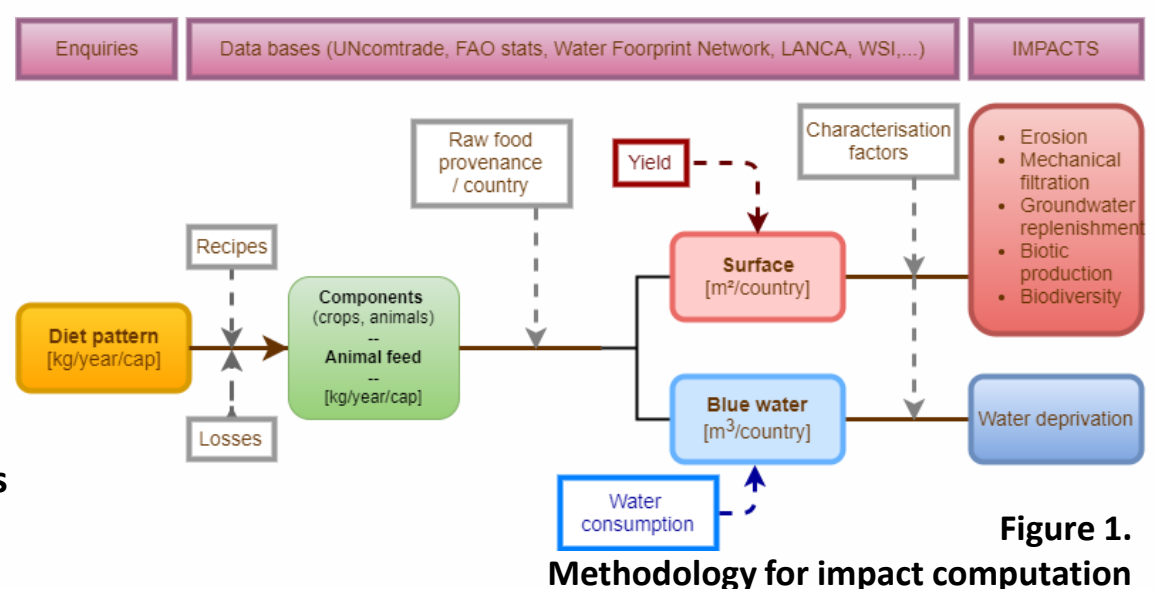 Enquiries
Data bases (UNcomtrade, FAO stats, Water Foorprint Network, LANCA, WSI,...)
IMPACTS
Raw food
provenance
/ country
Yield
Characterisation
factors
• Erosion
• Mechanical
filtration
• Groundwater
replenishment
• Biotic
production
• Biodiversity
Recipes
Surface
[m²/country]
Components
(crops, animals)
--
Animal feed
--
[kg/year/cap]
Diet pattern
[kg/year/cap]
Losses
Blue water
[m³/country]
Water deprivation
s
Water
consumption
Figure 1.
Methodology for impact computation